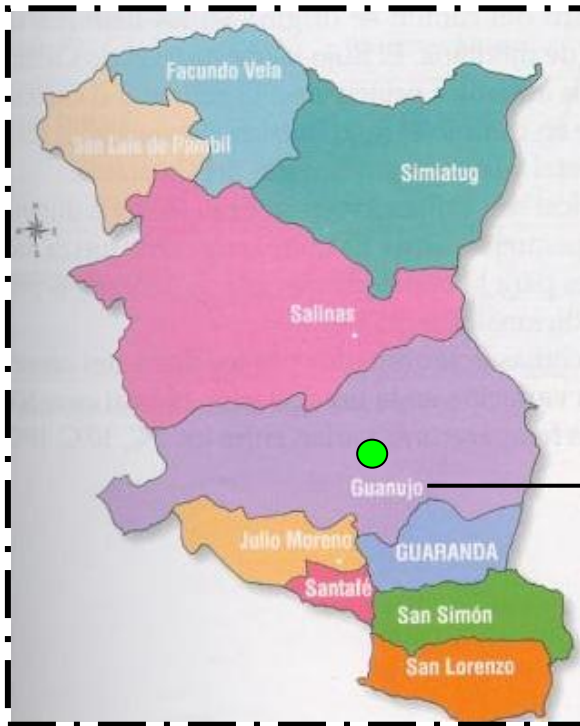 Facundo Vela
San Luis de Pambil
Simiatug
Salinas
Guanujo
Julio Moreno
GUARANDA
Santafé
San Simón
San Lorenzo